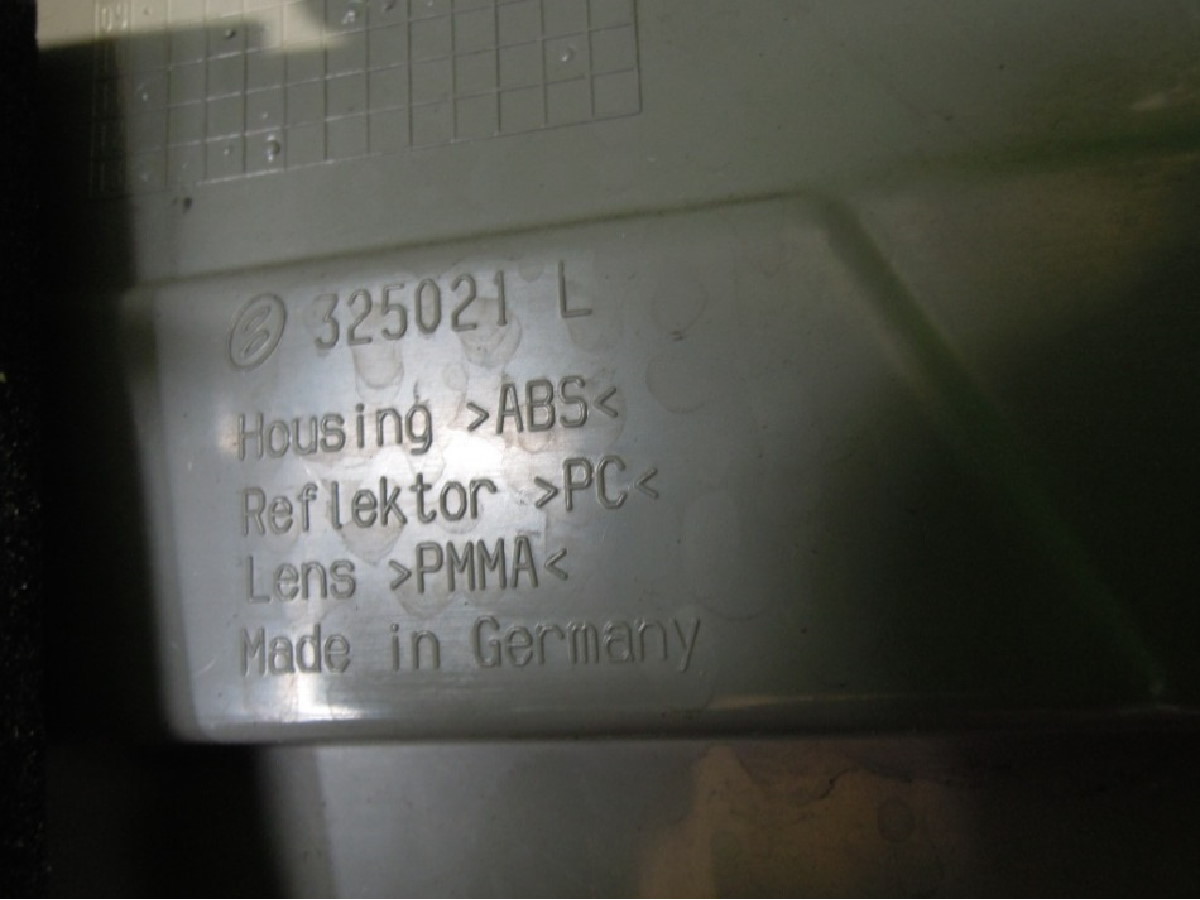 325021 L
Housing >ABS<
Reflektor >PC<
Lens >PMMA<
Made in Germany